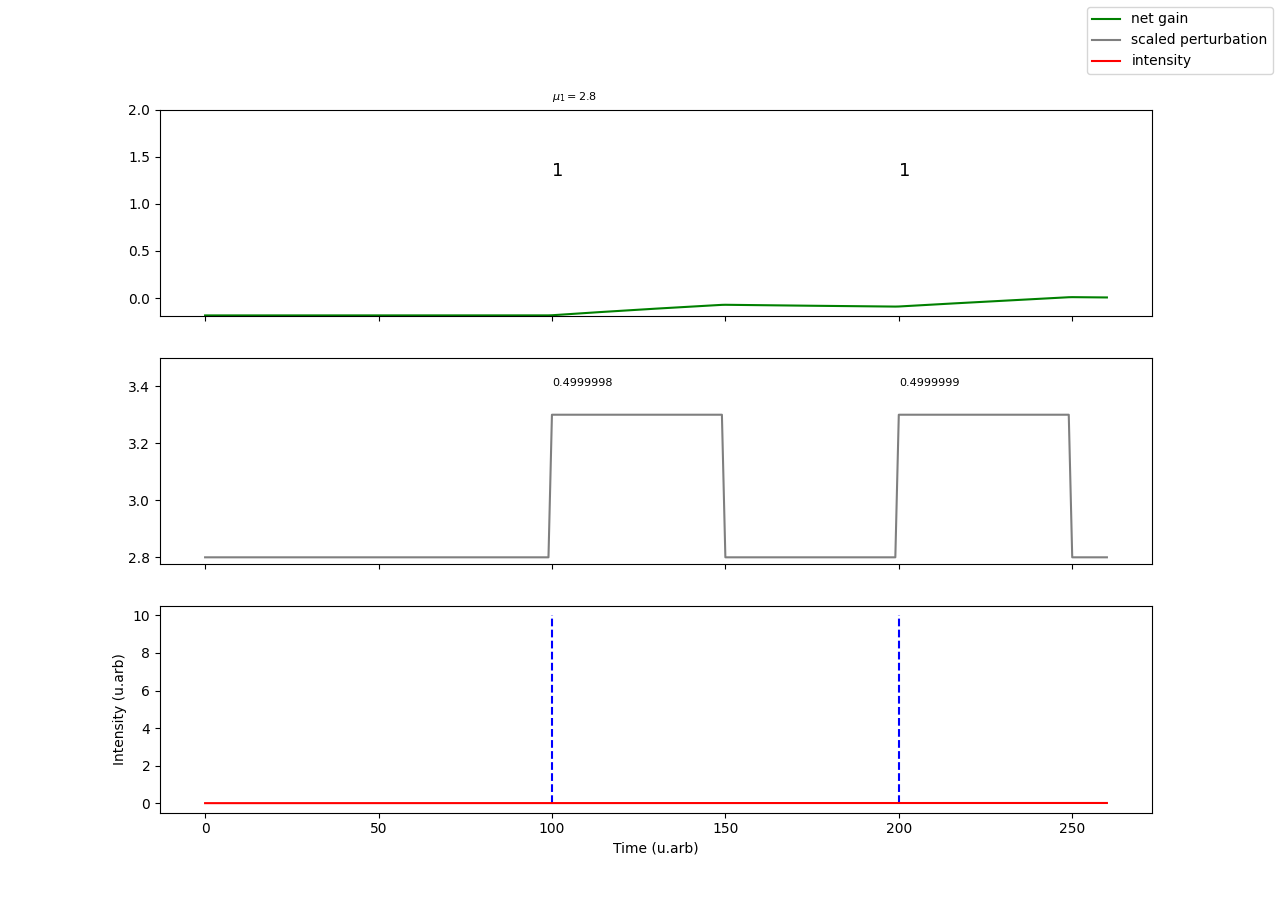 net gain
scaled perturbation
intensity
μ₁ = 2.8
2.0
1.5
1.0
0.5
0.0
1 1
3.4
3.2
3.0
2.8
0.4999998 0.4999999
10
8
6
4
2
0
Intensity (u.arb)
0 50 100 150 200 250
Time (u.arb)